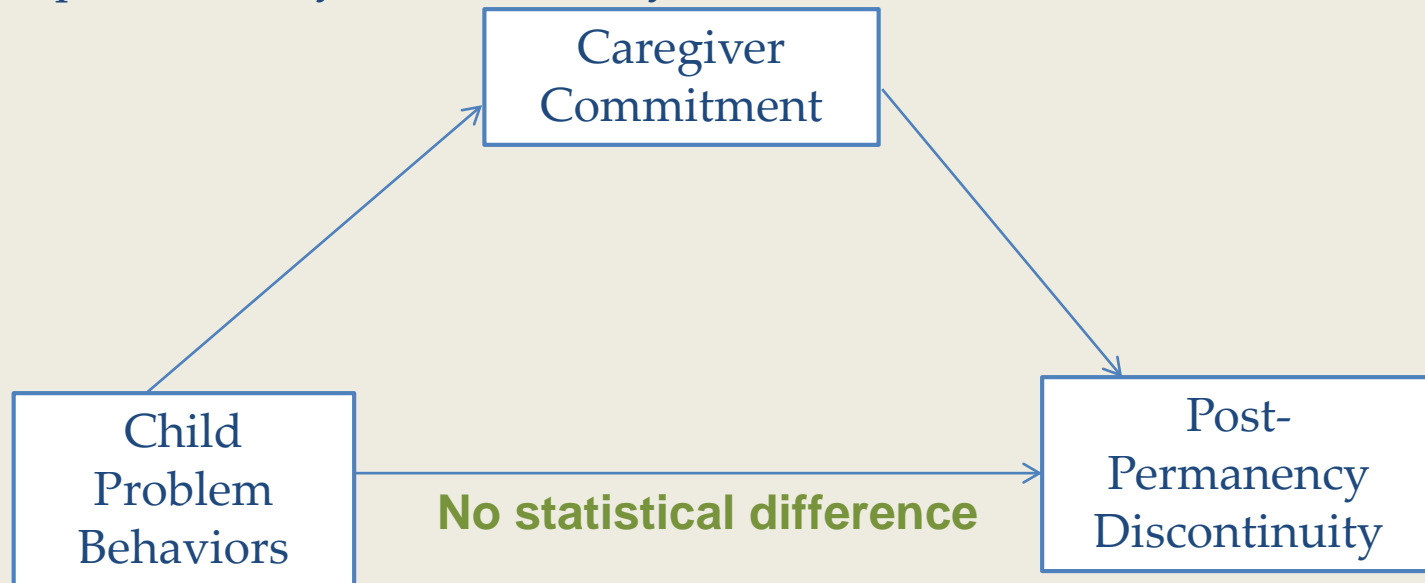 Caregiver
Commitment
Child
Problem
Behaviors
No statistical difference
Post-
Permanency
Discontinuity